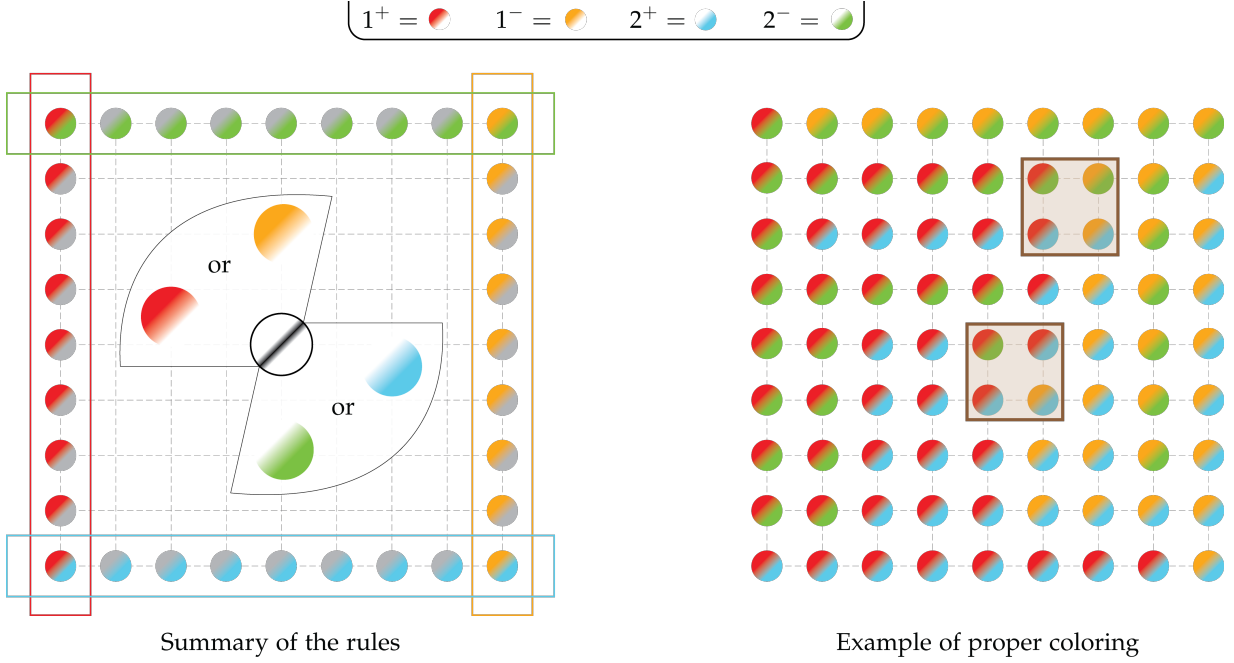 1⁺ = 1⁻ = 2⁺ = 2⁻ =
or
or
Summary of the rules
Example of proper coloring